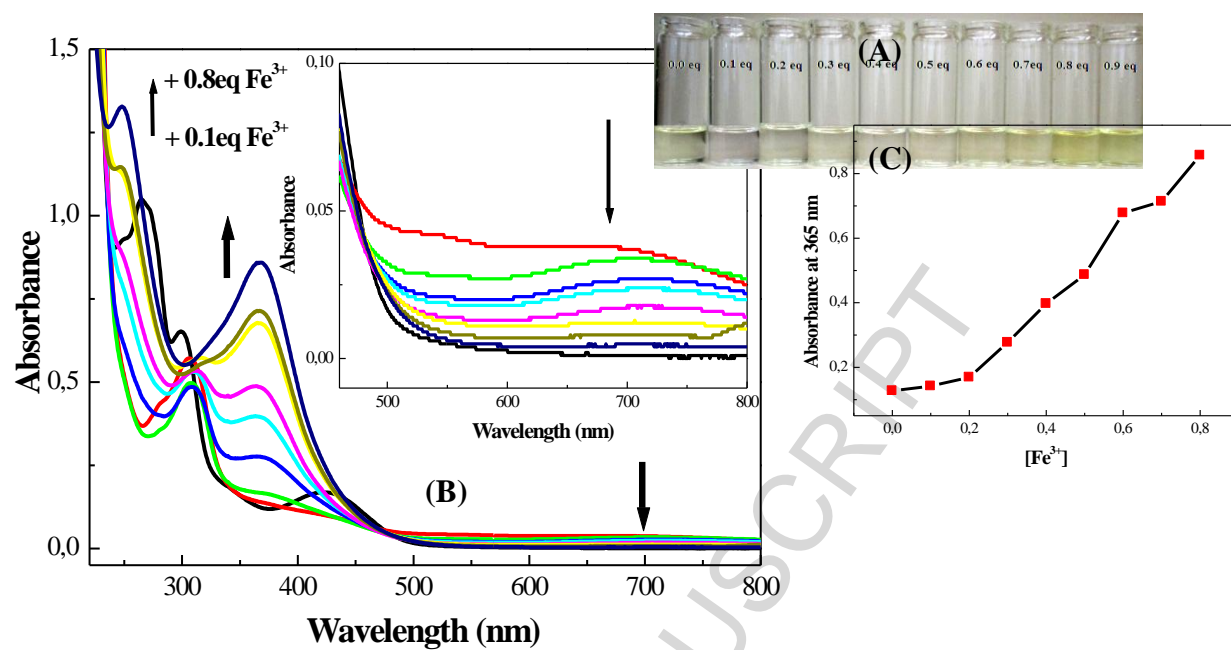 1,5
1,0
0,5
0,0
Absorbance
+ 0.8eq Fe³⁺
+ 0.1eq Fe³⁺
300
400
500
600
700
800
Wavelength (nm)
(B)
0,10
0,05
0,00
Absorbance
500
600
700
800
Wavelength (nm)
(A)
0.0 eq
0.1 eq
0.2 eq
0.3 eq
0.4 eq
0.5 eq
0.6 eq
0.7eq
0.8 eq
0.9 eq
(C)
0,8
0,6
0,4
0,2
Absorbance at 365 nm
0,0
0,2
0,4
0,6
0,8
[Fe³⁺]
USCRIPT